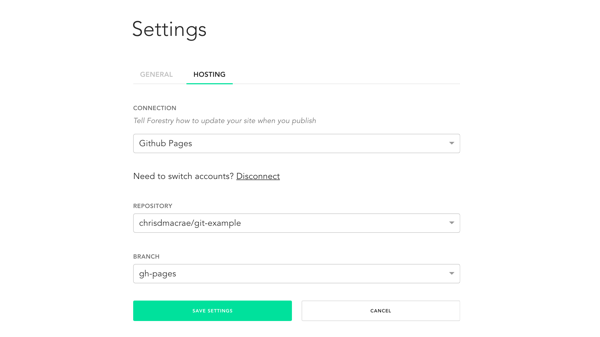 Settings
GENERAL HOSTING
CONNECTION
Tell Forestry how to update your site when you publish
Github Pages
Need to switch accounts? Disconnect
REPOSITORY
chrisdmacrae/git-example
BRANCH
gh-pages
SAVE SETTINGS CANCEL